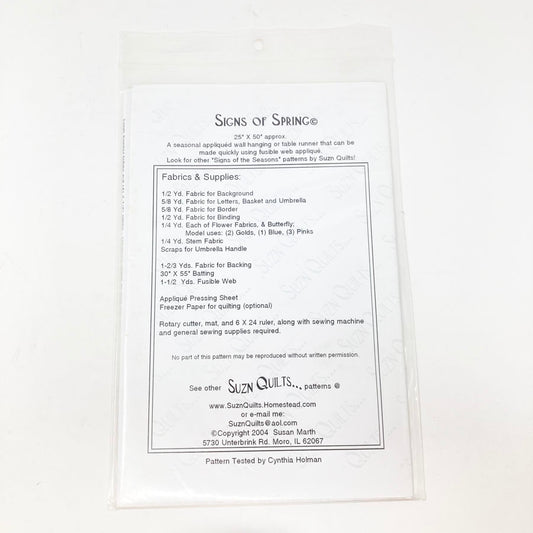 SIGNS OF SPRING©
25" X 50" approx.
A seasonal appliquéd wall hanging or table runner that can be
made quickly using fusible web appliqué.
Look for other "Signs of the Seasons" patterns by Suzn Quilts!
Fabrics & Supplies:
1/2 Yd. Fabric for Background
5/8 Yd. Fabric for Letters, Basket and Umbrella
5/8 Yd. Fabric for Border
1/2 Yd. Fabric for Binding
1/4 Yd. Each of Flower Fabrics, & Butterfly;
Model uses: (2) Golds, (1) Blue, (3) Pinks
1/4 Yd. Stem Fabric
Scraps for Umbrella Handle
1-2/3 Yds. Fabric for Backing
30" X 55" Batting
1-1/2 Yds. Fusible Web
Appliqué Pressing Sheet
Freezer Paper for quilting (optional)
Rotary cutter, mat, and 6 X 24 ruler, along with sewing machine
and general sewing supplies required.
No part of this pattern may be reproduced without written permission.
See other SUZN QUILTS... patterns @
www.SuznQuilts.Homestead.com
or e-mail me:
SuznQuilts@aol.com
©Copyright 2004 Susan Marth
5730 Unterbrink Rd. Moro, IL 62067
Pattern Tested by Cynthia Holman